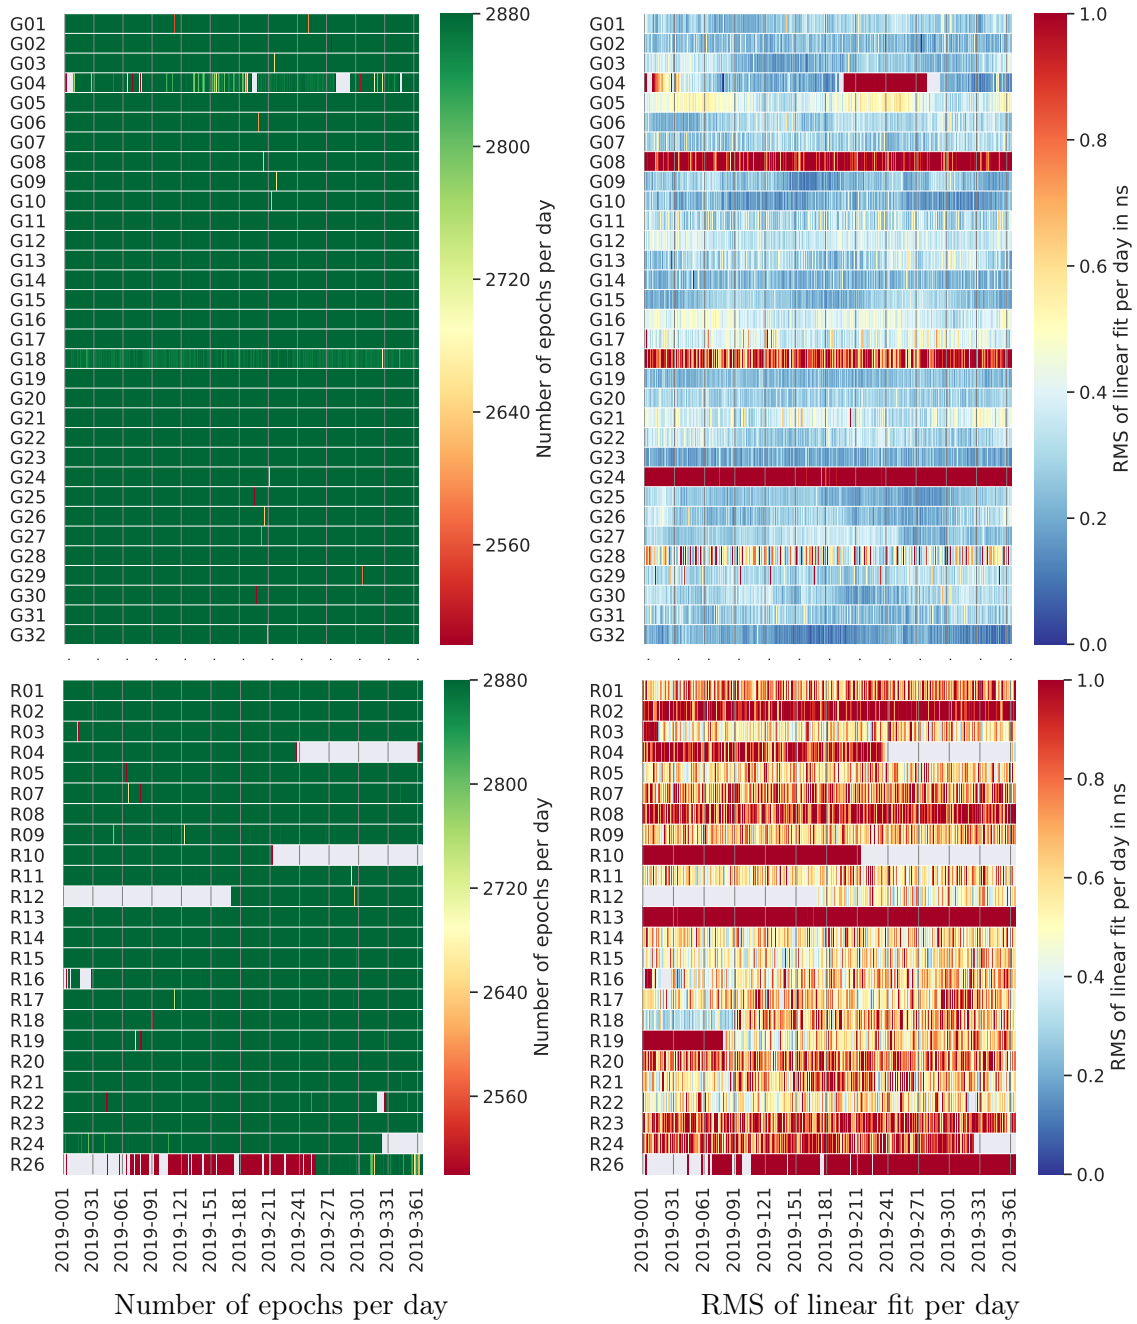 G01
G02
G03
G04
G05
G06
G07
G08
G09
G10
G11
G12
G13
G14
G15
G16
G17
G18
G19
G20
G21
G22
G23
G24
G25
G26
G27
G28
G29
G30
G31
G32
2880
2800
2720
2640
2560
Number of epochs per day
G01
G02
G03
G04
G05
G06
G07
G08
G09
G10
G11
G12
G13
G14
G15
G16
G17
G18
G19
G20
G21
G22
G23
G24
G25
G26
G27
G28
G29
G30
G31
G32
1.0
0.8
0.6
0.4
0.2
0.0
RMS of linear fit per day in ns
R01
R02
R03
R04
R05
R07
R08
R09
R10
R11
R12
R13
R14
R15
R16
R17
R18
R19
R20
R21
R22
R23
R24
R26
2880
2800
2720
2640
2560
Number of epochs per day
2019-001
2019-031
2019-061
2019-091
2019-121
2019-151
2019-181
2019-211
2019-241
2019-271
2019-301
2019-331
2019-361
R01
R02
R03
R04
R05
R07
R08
R09
R10
R11
R12
R13
R14
R15
R16
R17
R18
R19
R20
R21
R22
R23
R24
R26
1.0
0.8
0.6
0.4
0.2
0.0
RMS of linear fit per day in ns
2019-001
2019-031
2019-061
2019-091
2019-121
2019-151
2019-181
2019-211
2019-241
2019-271
2019-301
2019-331
2019-361
Number of epochs per day
RMS of linear fit per day